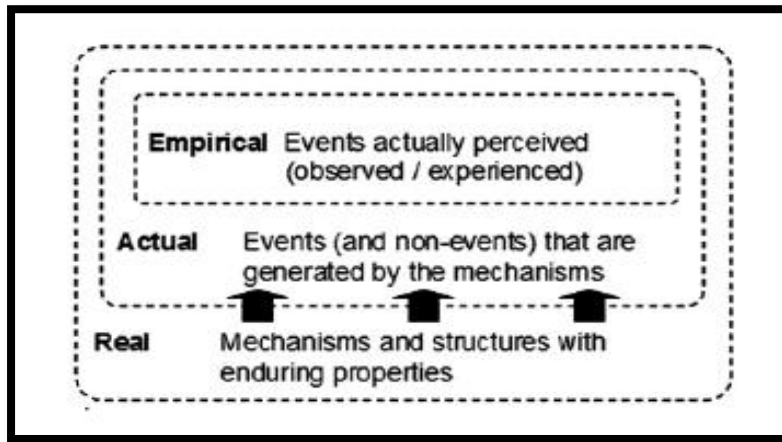 Empirical Events actually perceived
(observed / experienced)
Actual Events (and non-events) that are
generated by the mechanisms
Real Mechanisms and structures with
enduring properties